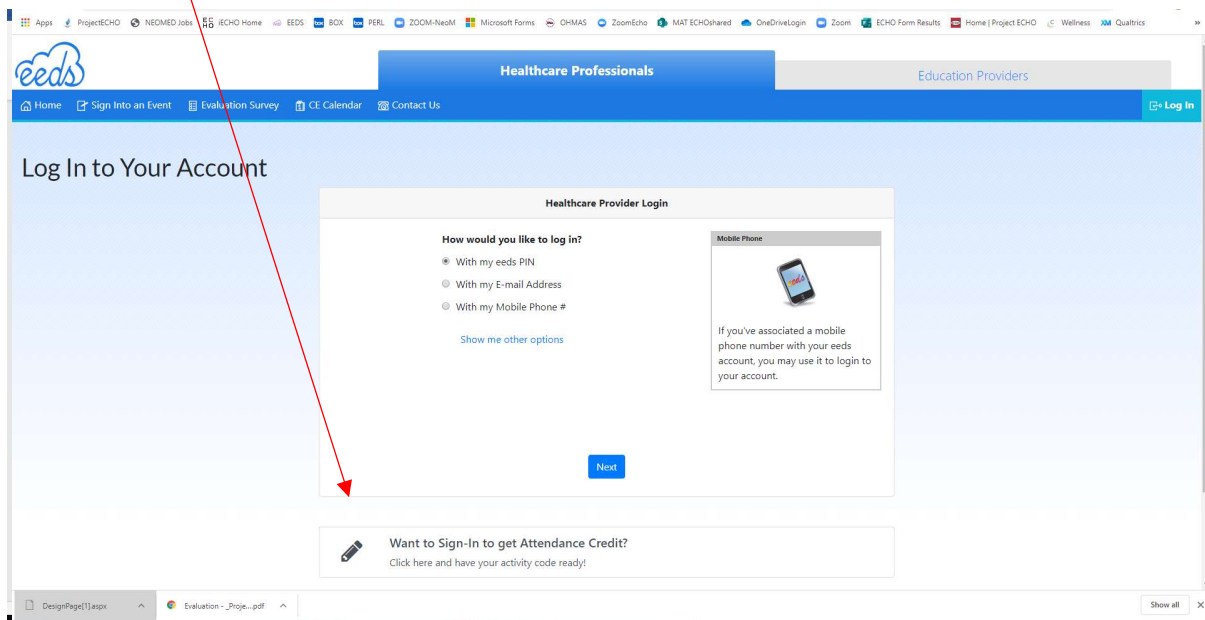 Apps ProjectECHO NEOMED Jobs iECHO Home EEDS BOX PERL ZOOM-NeoM Microsoft Forms OHMAS ZoomEcho MAT ECHOshared OneDriveLogin Zoom ECHO Form Results Home | Project ECHO Wellness XM Qualtrics »
eeds
Healthcare Professionals
Education Providers
Home Sign Into an Event Evaluation Survey CE Calendar Contact Us Log In
Log In to Your Account
Healthcare Provider Login
How would you like to log in?
With my eeds PIN
With my E-mail Address
With my Mobile Phone #
Show me other options
Mobile Phone
eeds
If you've associated a mobile
phone number with your eeds
account, you may use it to login to
your account.
Next
Want to Sign-In to get Attendance Credit?
Click here and have your activity code ready!
DesignPage[1].aspx Evaluation - _Proje....pdf Show all X